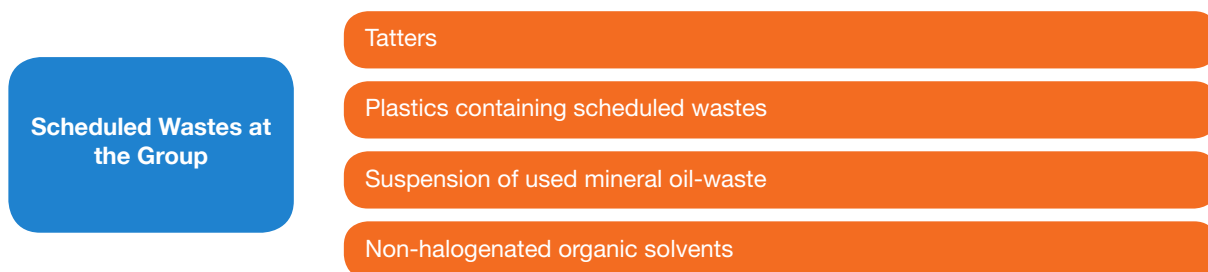 Scheduled Wastes at
the Group
Tatters
Plastics containing scheduled wastes
Suspension of used mineral oil-waste
Non-halogenated organic solvents